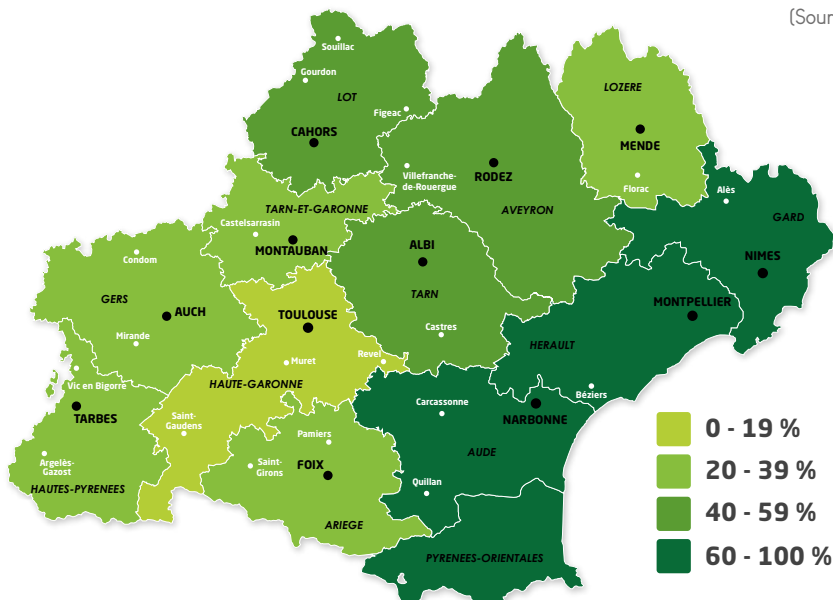 (Sour
Souillac
Gourdon
LOT
Figeac
CAHORS
LOZERE
MENDE
Florac
Villefranche-
de-Rouergue
RODEZ
AVEYRON
Alès
GARD
NIMES
TARN-ET-GARONNE
Castelsarrasin
MONTAUBAN
ALBI
TARN
Castres
Condom
GERS
AUCH
Mirande
TOULOUSE
Muret
Revel
HAUTE-GARONNE
MONTPELLIER
HERAULT
Béziers
Vic en Bigorre
TARBES
Argelès-
Gazost
HAUTES-PYRENEES
Saint-
Gaudens
Carcassonne
NARBONNE
AUDE
Quillan
Pamiers
Saint-
Girons
FOIX
ARIEGE
PYRENEES-ORIENTALES
0 - 19 %
20 - 39 %
40 - 59 %
60 - 100 %